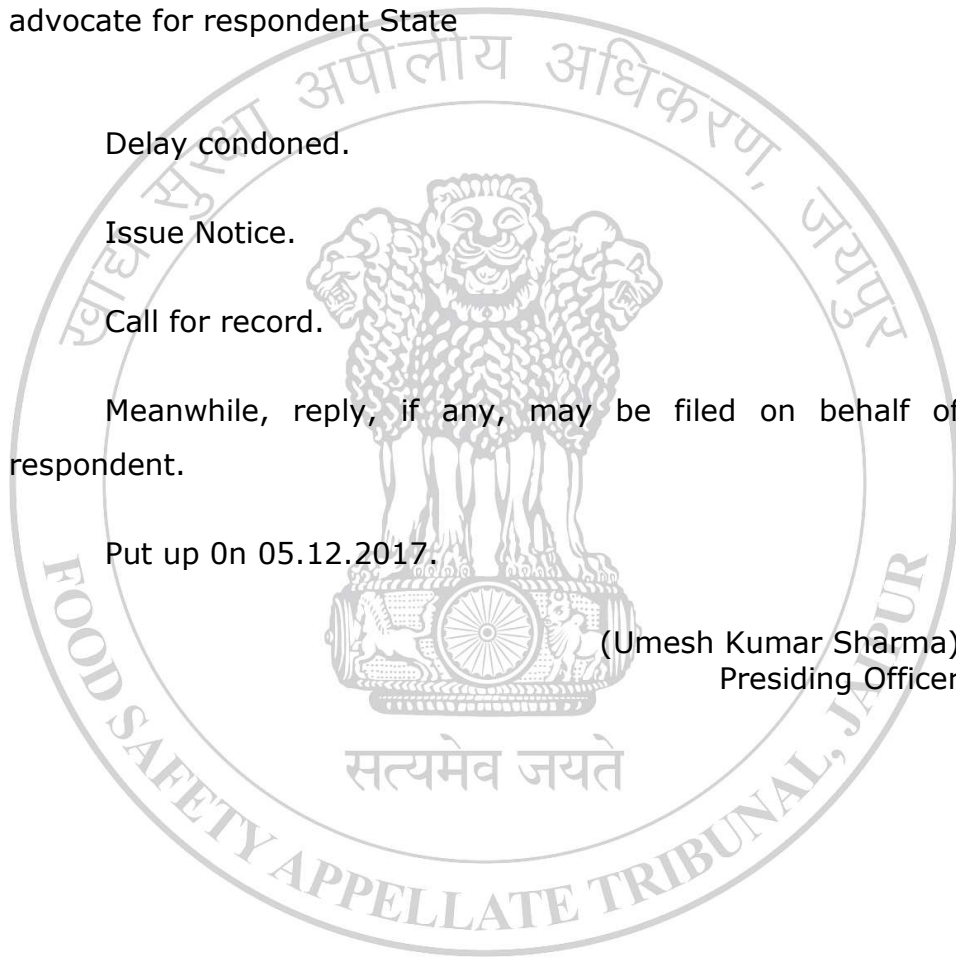 advocate for respondent State
खाद्य सुरक्षा अपीलीय अधिकरण, जयपुर
Delay condoned.
Issue Notice.
Call for record.
Meanwhile, reply, if any, may be filed on behalf of
respondent.
Put up 0n 05.12.2017.
(Umesh Kumar Sharma)
Presiding Officer
सत्यमेव जयते
FOOD SAFETY APPELLATE TRIBUNAL, JAIPUR